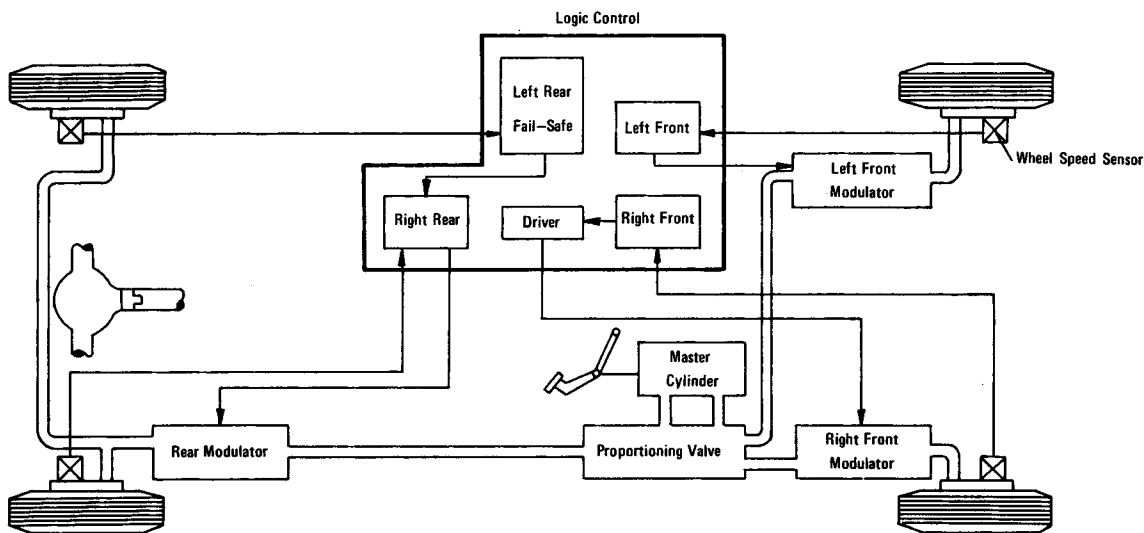 Logic Control
Left Rear
Fail-Safe
Left Front
Wheel Speed Sensor
Left Front
Modulator
Right Rear
Driver
Right Front
Master
Cylinder
Rear Modulator
Proportioning Valve
Right Front
Modulator